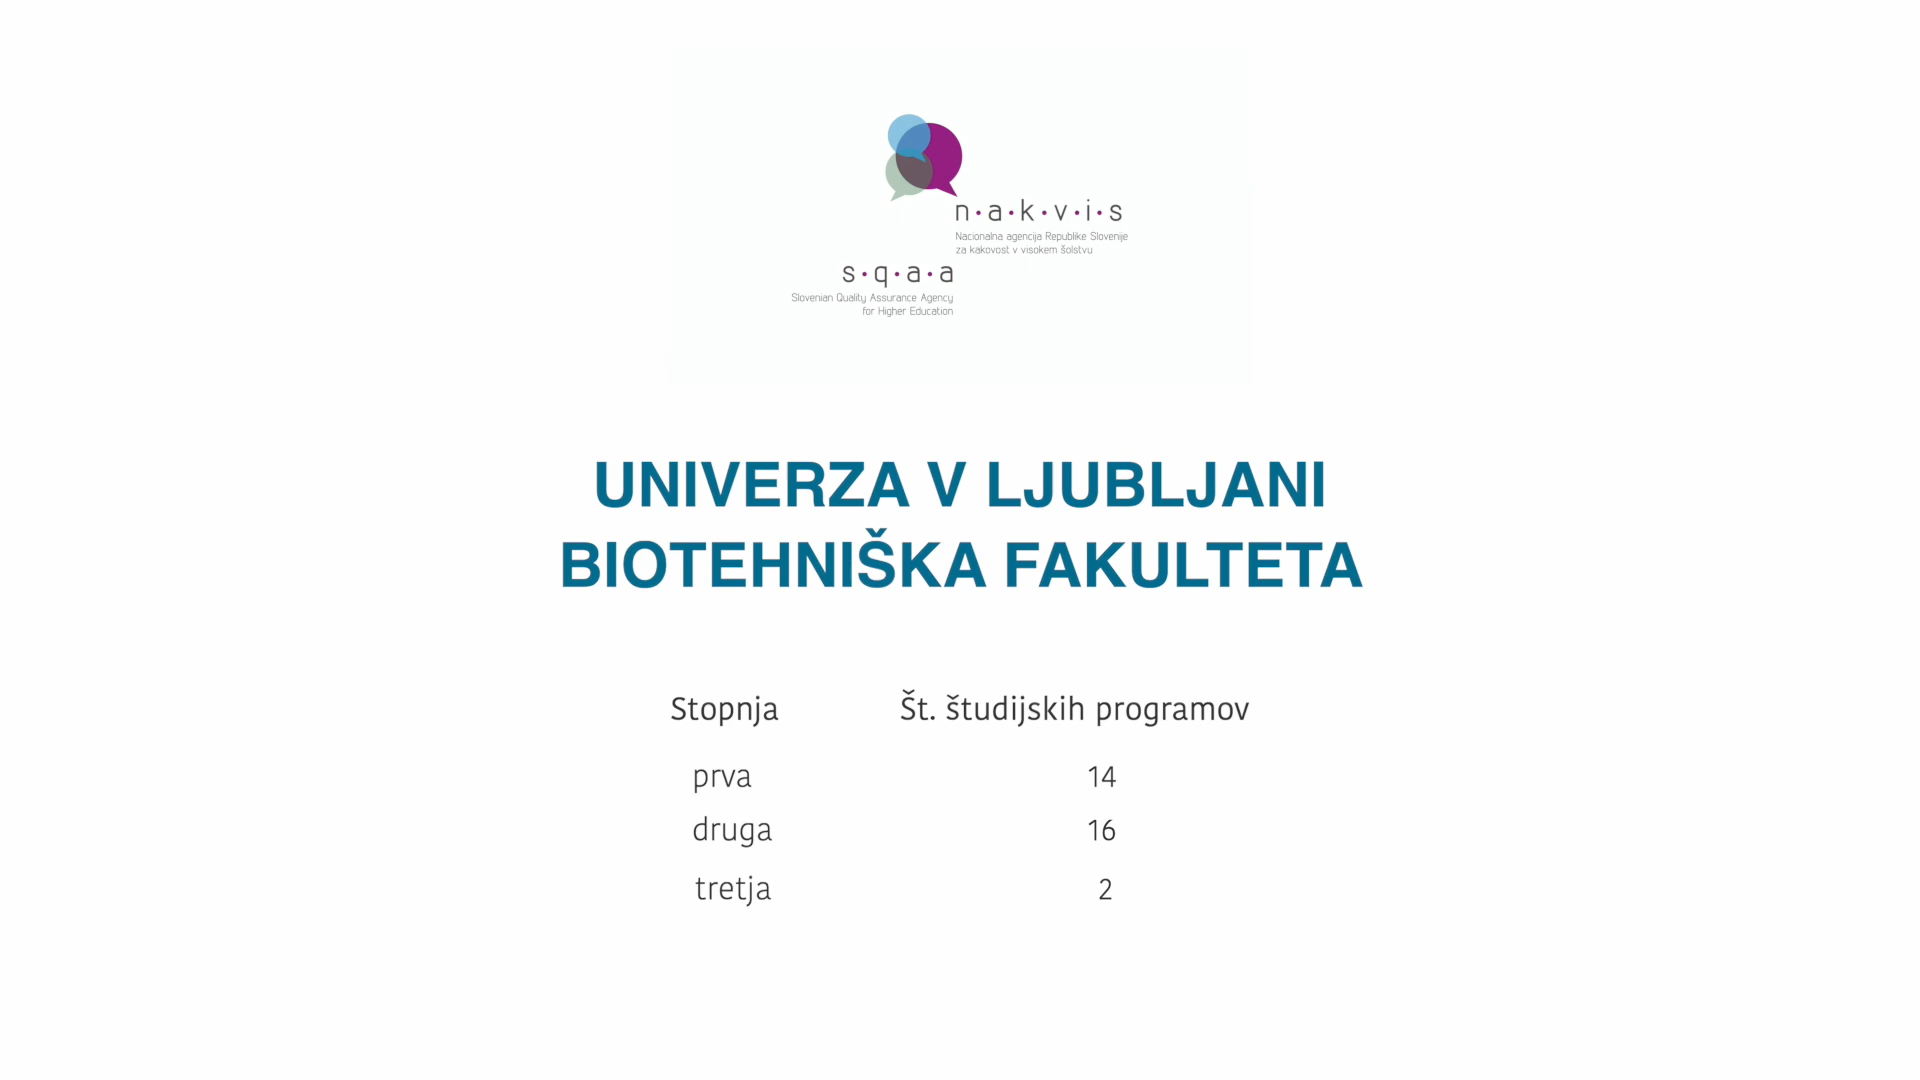 n·a·k·v·i·s
Nacionalna agencija Republike Slovenije
za kakovost v visokem šolstvu
s·q·a·a
Slovenian Quality Assurance Agency
for Higher Education
UNIVERZA V LJUBLJANI
BIOTEHNIŠKA FAKULTETA
Stopnja Št. študijskih programov
prva 14
druga 16
tretja 2